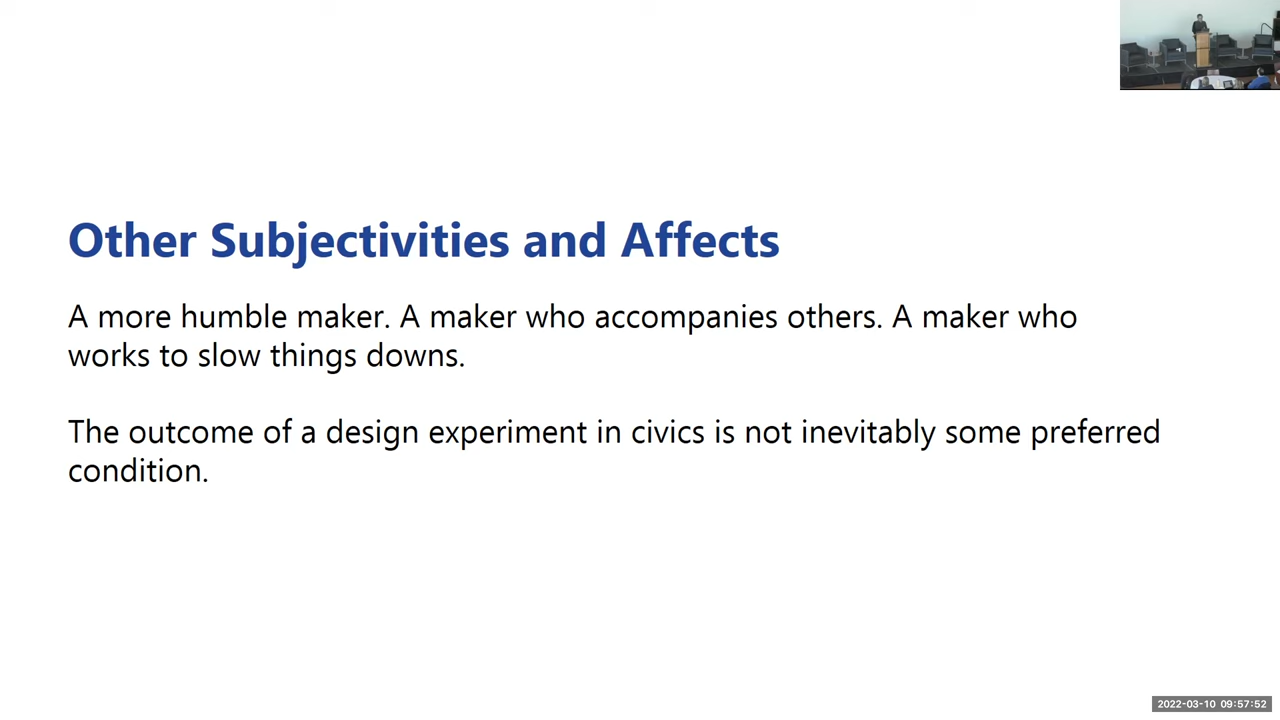 Other Subjectivities and Affects
A more humble maker. A maker who accompanies others. A maker who
works to slow things downs.
The outcome of a design experiment in civics is not inevitably some preferred
condition.
2022-03-10 09:57:52